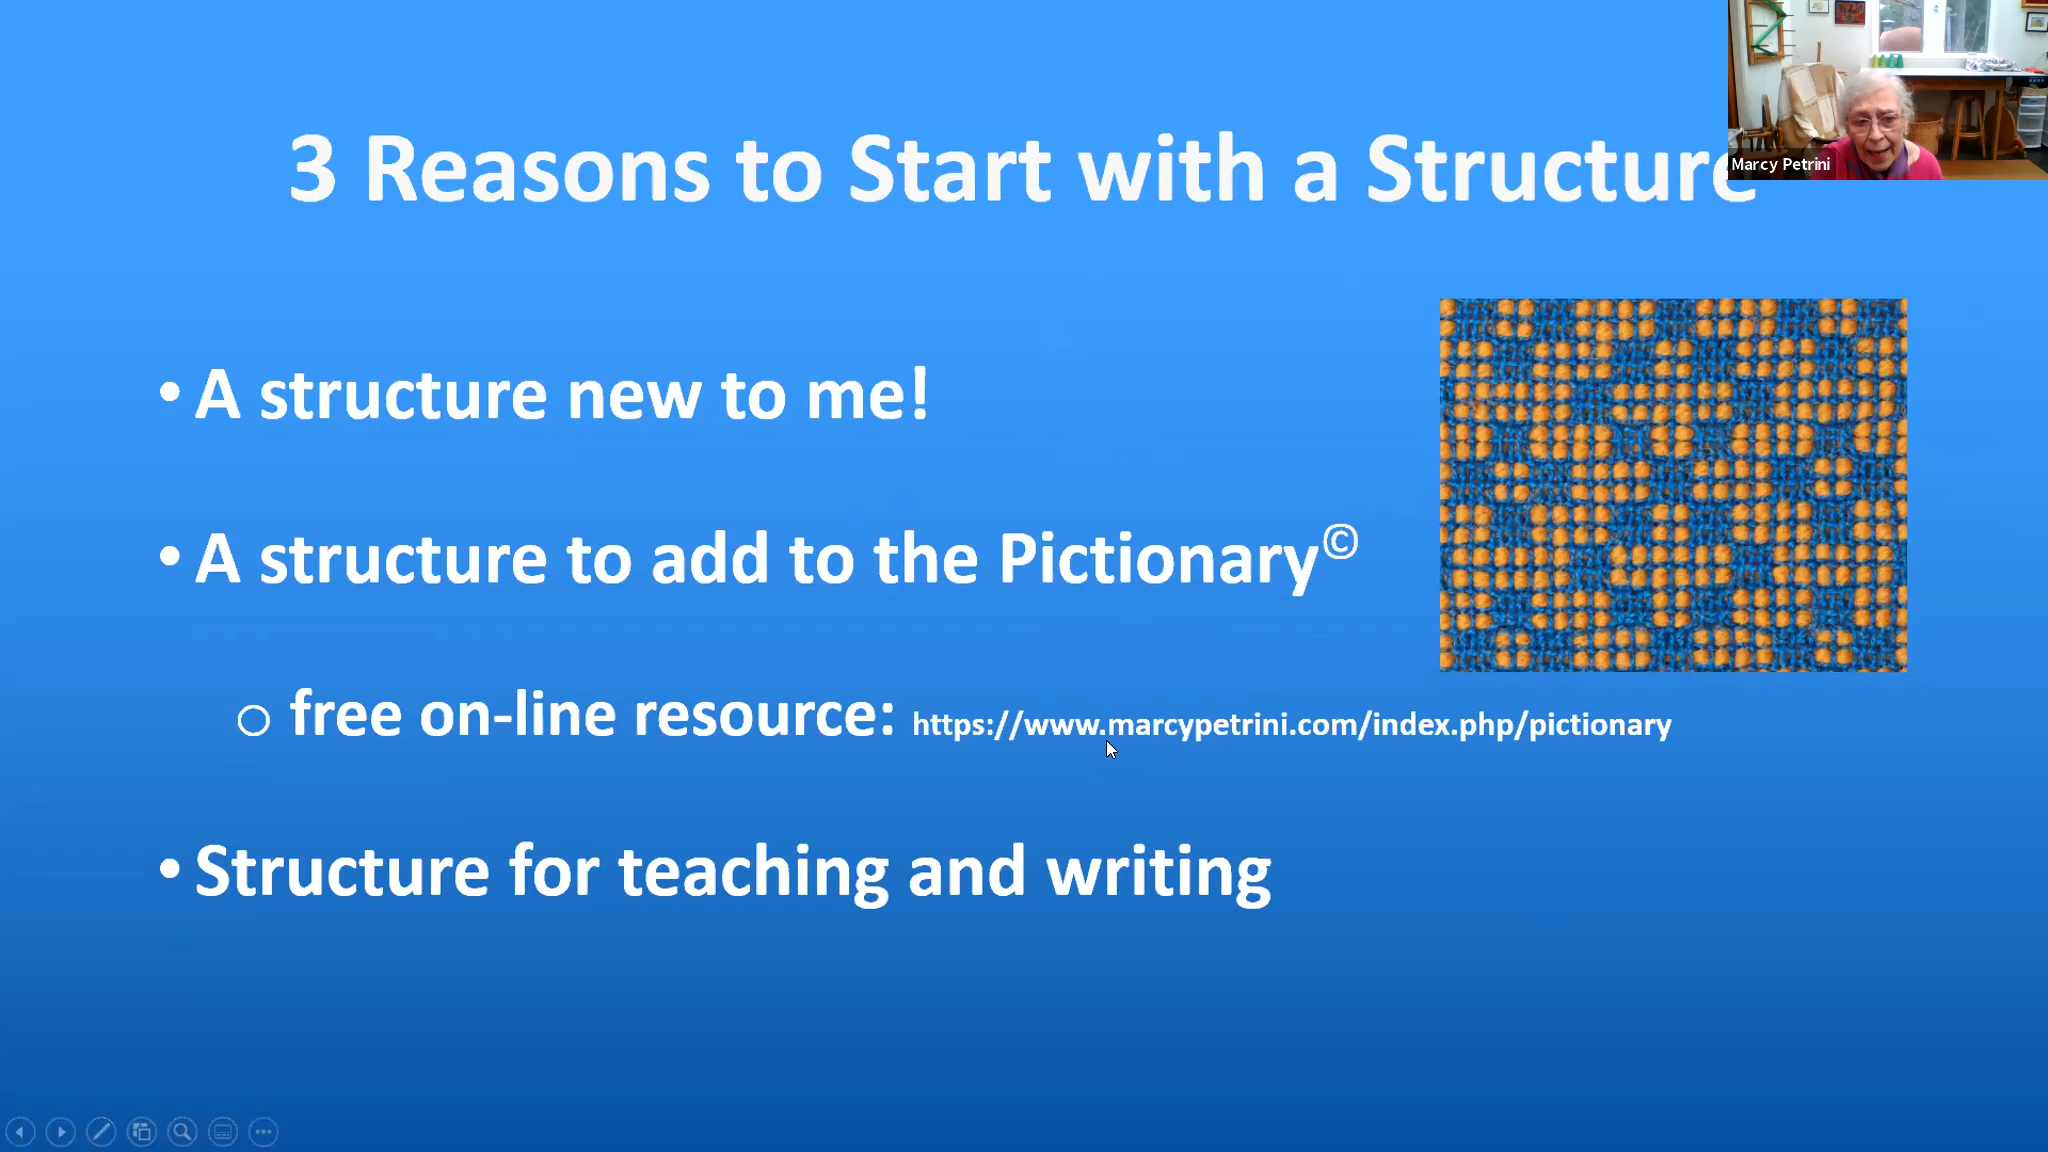 3 Reasons to Start with a Structure
Marcy Petrini
• A structure new to me!
• A structure to add to the Pictionary©
o free on-line resource: https://www.marcypetrini.com/index.php/pictionary
• Structure for teaching and writing